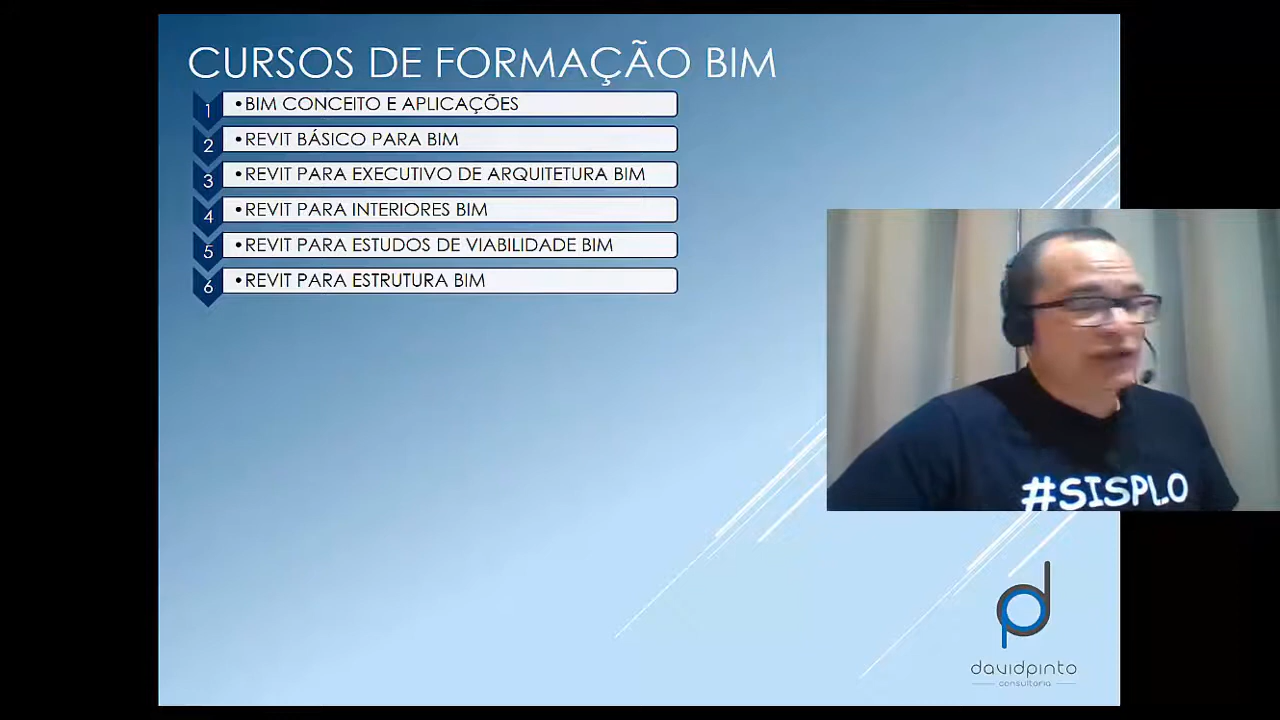 CURSOS DE FORMAÇÃO BIM
1 •BIM CONCEITO E APLICAÇÕES
2 •REVIT BÁSICO PARA BIM
3 •REVIT PARA EXECUTIVO DE ARQUITETURA BIM
4 •REVIT PARA INTERIORES BIM
5 •REVIT PARA ESTUDOS DE VIABILIDADE BIM
6 •REVIT PARA ESTRUTURA BIM
#SISPLO
davidpinto
consultoria